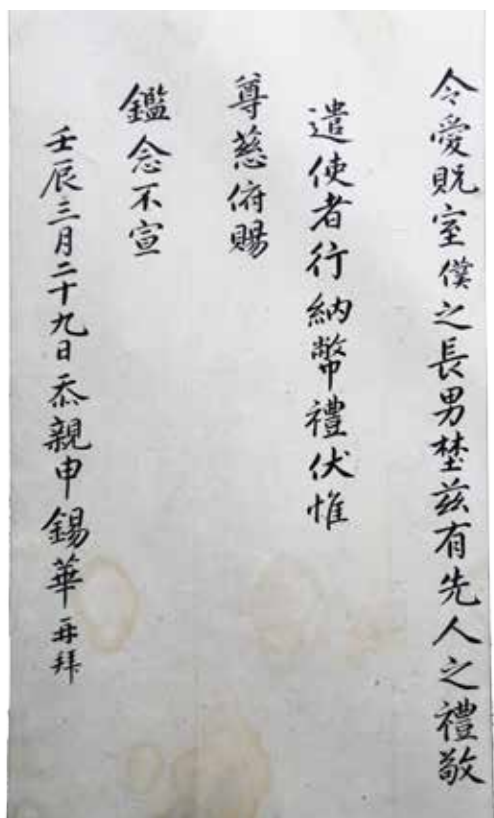 令愛貺室僕之長男埜玆有先人之禮敬
遣使者行納幣禮伏惟
尊慈俯賜
鑑念不宣
壬辰三月二十九日忝親申錫華再拜